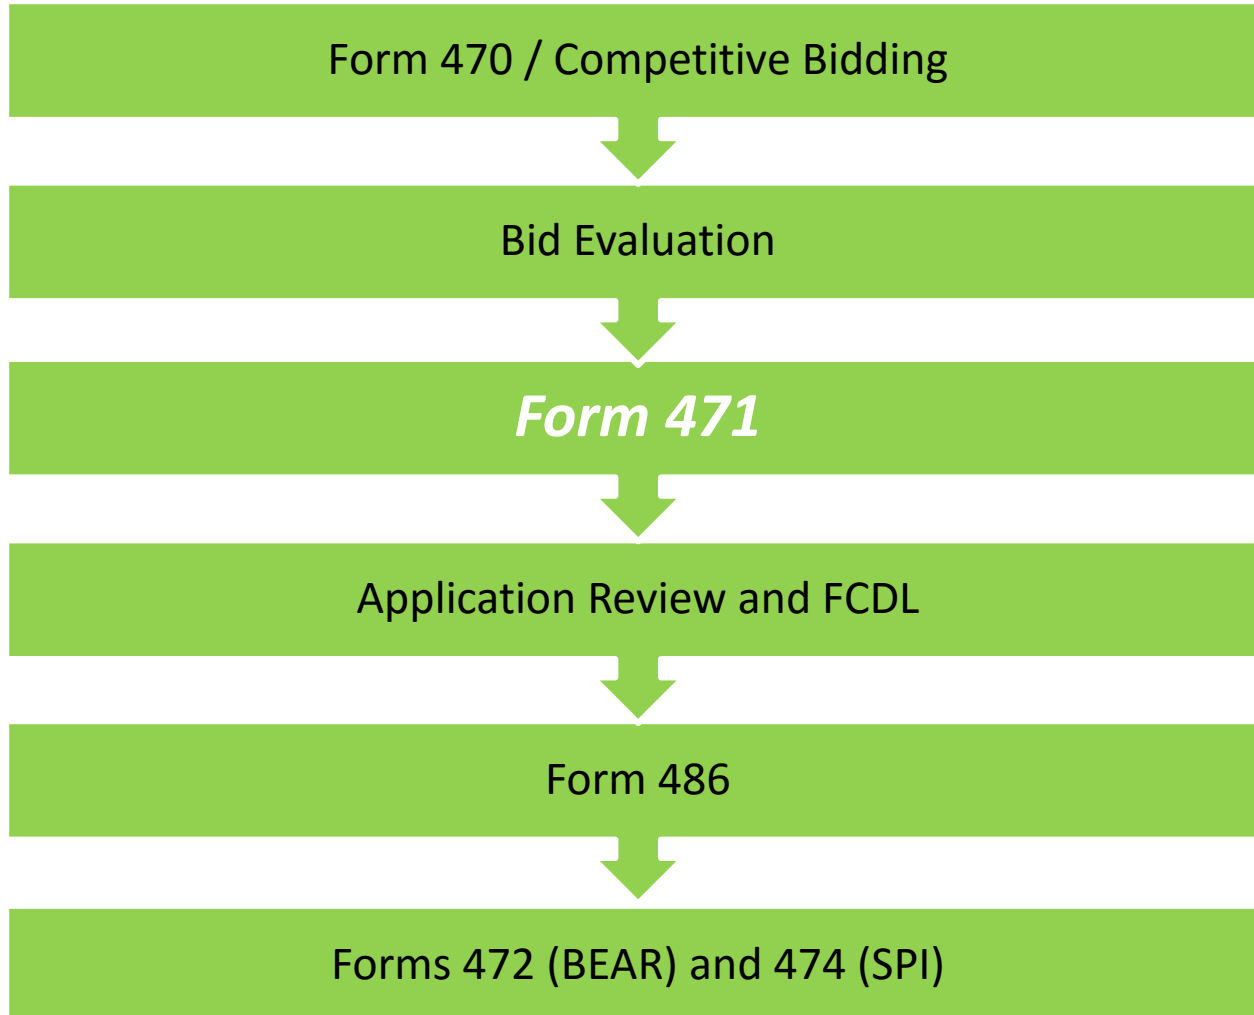 Form 470 / Competitive Bidding
Bid Evaluation
Form 471
Application Review and FCDL
Form 486
Forms 472 (BEAR) and 474 (SPI)